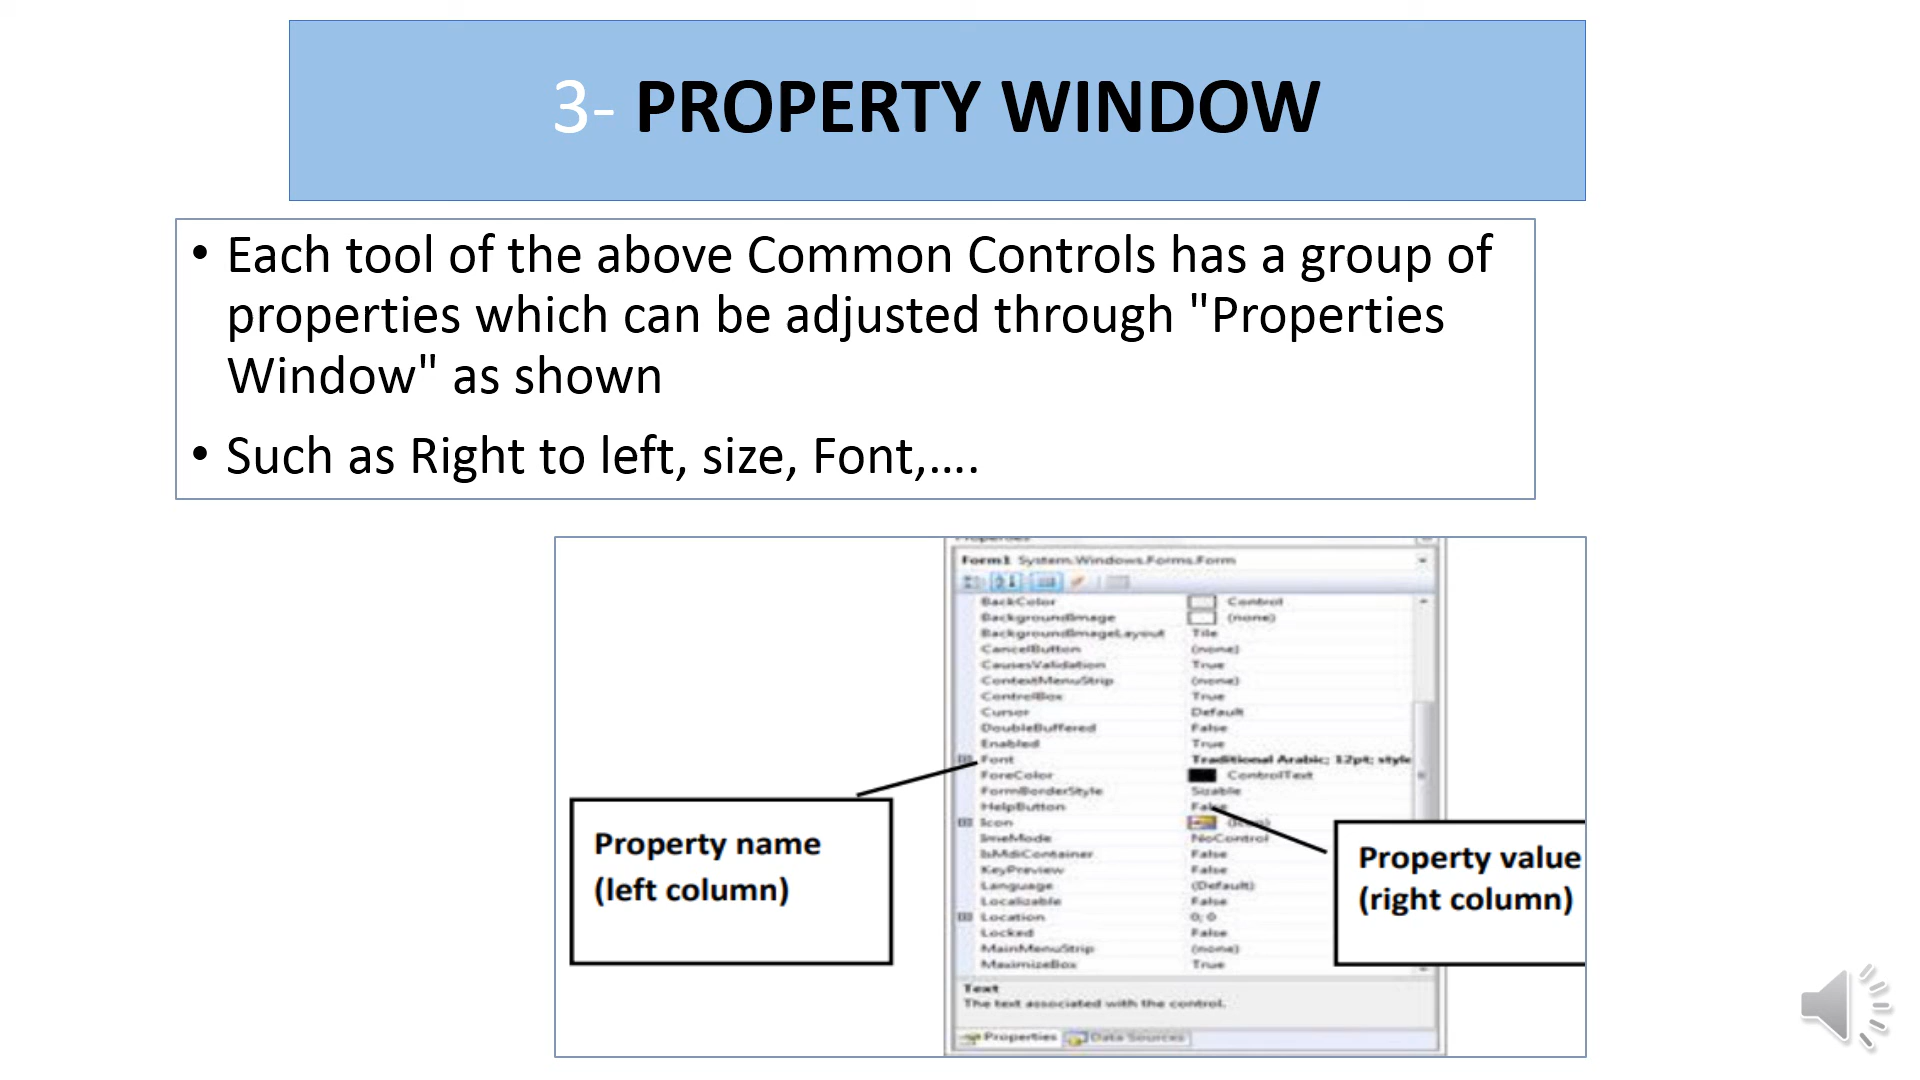 3- PROPERTY WINDOW
• Each tool of the above Common Controls has a group of
properties which can be adjusted through "Properties
Window" as shown
• Such as Right to left, size, Font,....
Properties
Form1 System.Windows.Forms.Form
BackColor Control
BackgroundImage (none)
BackgroundImageLayout Tile
CancelButton (none)
CausesValidation True
ContextMenuStrip (none)
ControlBox True
Cursor Default
DoubleBuffered False
Enabled True
Font Traditional Arabic; 12pt; style
ForeColor ControlText
FormBorderStyle Sizable
HelpButton False
Icon (Icon)
ImeMode NoControl
IsMdiContainer False
KeyPreview False
Language (Default)
Localizable False
Location 0; 0
Locked False
MainMenuStrip (none)
MaximizeBox True
Text
The text associated with the control.
Properties Data Sources
Property name
(left column)
Property value
(right column)